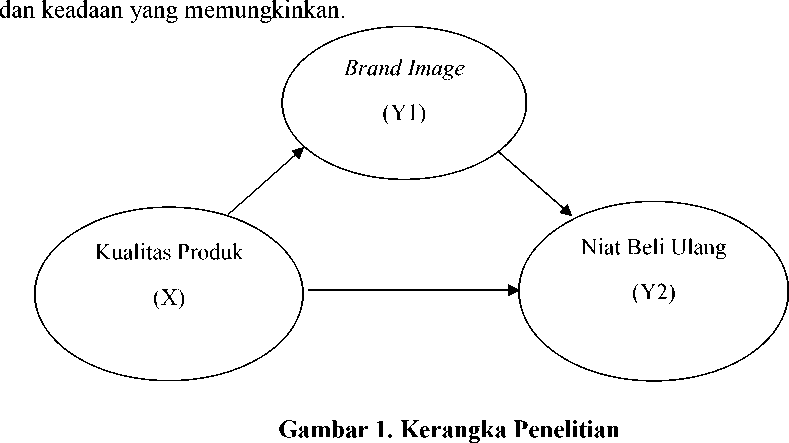 dan keadaan yang memungkinkan.
Brand Image
(Y1)
Kualitas Produk
(X)
Niat Beli Ulang
(Y2)
Gambar 1. Kerangka Penelitian